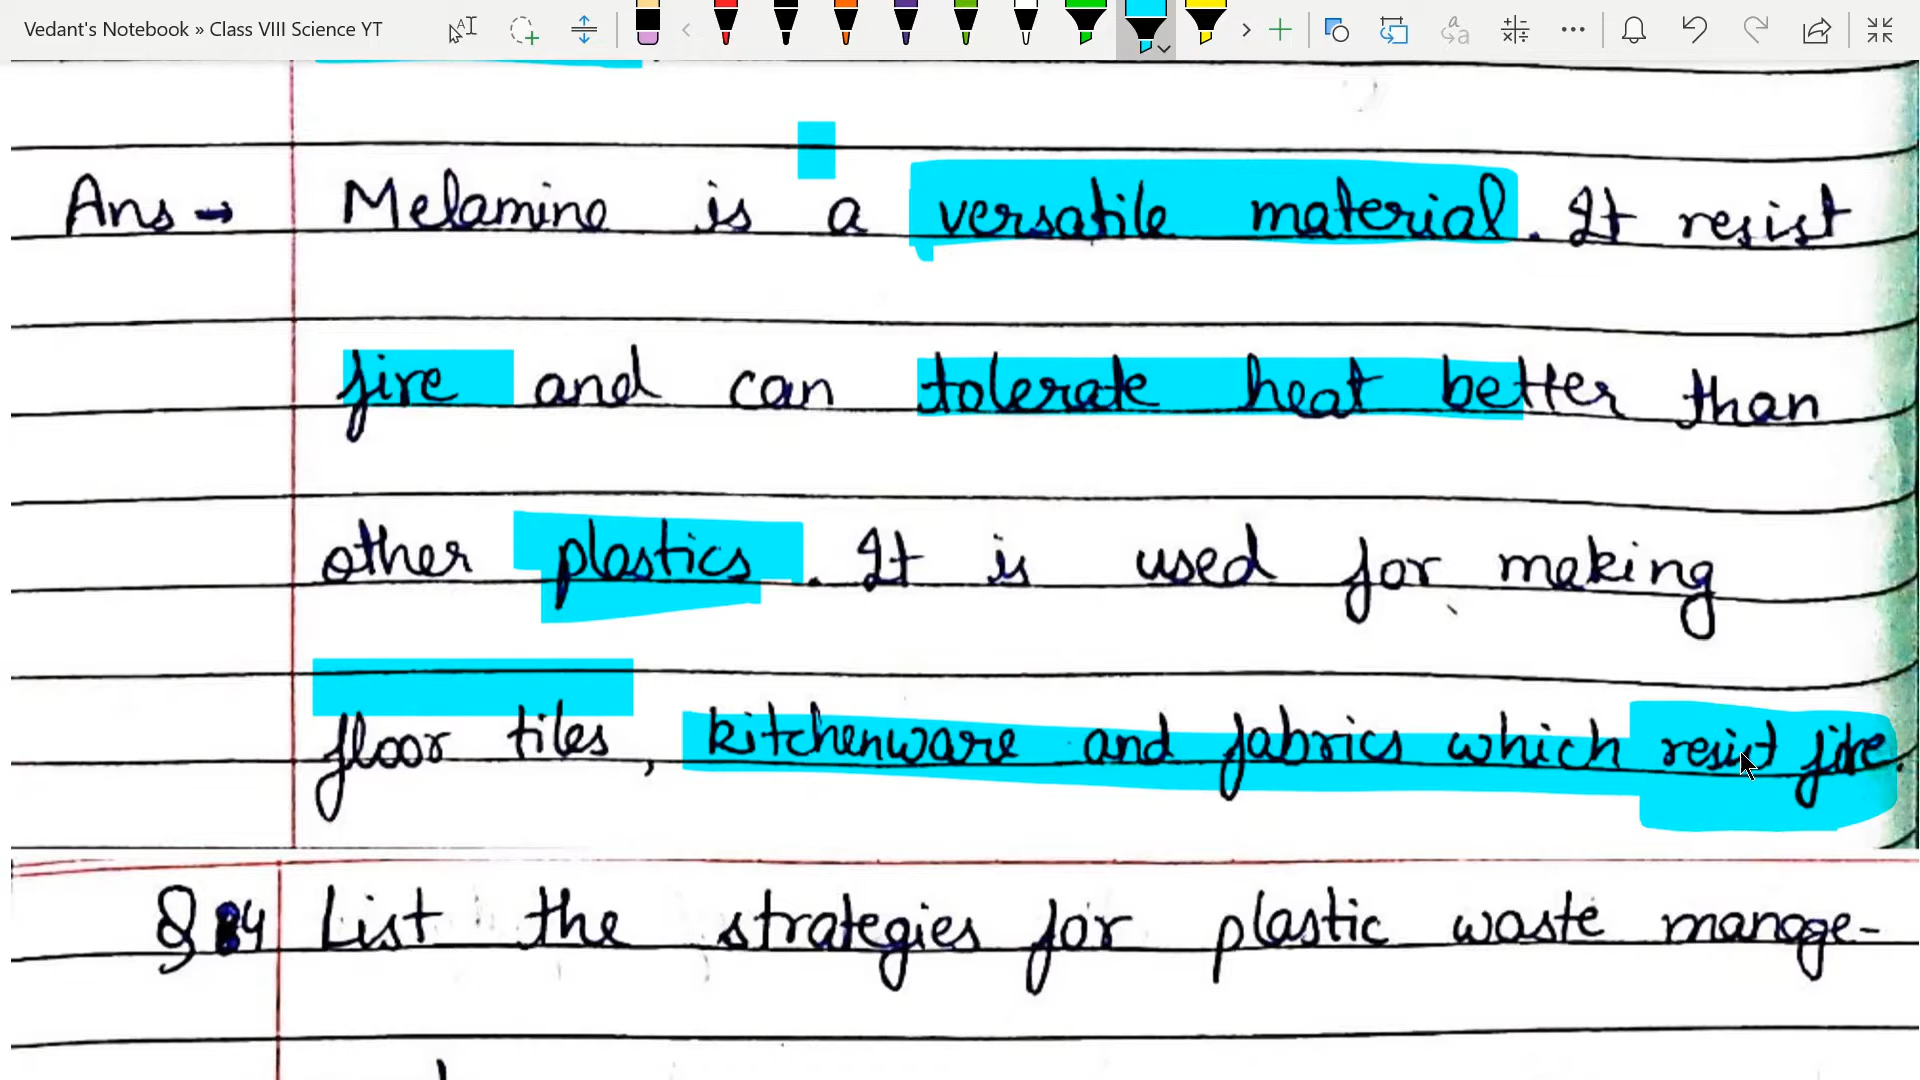 Vedant's Notebook » Class VIII Science YT
Ans → Melamine is a versatile material. It resist
fire and can tolerate heat better than
other plastics. It is used for making
floor tiles, kitchenware and fabrics which resist fire.
Q 4 List the strategies for plastic waste manage-